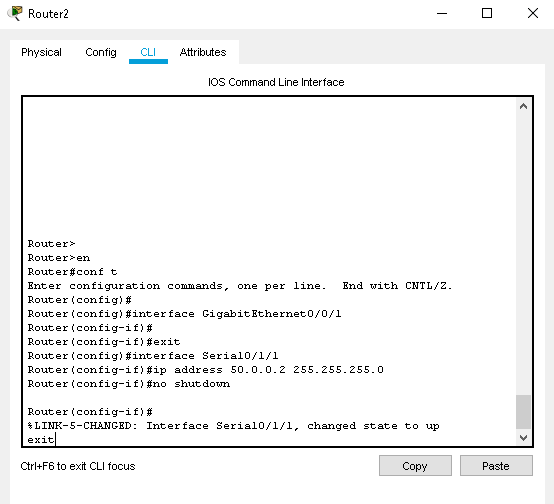 Router2
Physical Config CLI Attributes
IOS Command Line Interface
Router>
Router>en
Router#conf t
Enter configuration commands, one per line.  End with CNTL/Z.
Router(config)#
Router(config)#interface GigabitEthernet0/0/1
Router(config-if)#
Router(config-if)#exit
Router(config)#interface Serial0/1/1
Router(config-if)#ip address 50.0.0.2 255.255.255.0
Router(config-if)#no shutdown
Router(config-if)#
%LINK-5-CHANGED: Interface Serial0/1/1, changed state to up
exit
Ctrl+F6 to exit CLI focus
Copy Paste